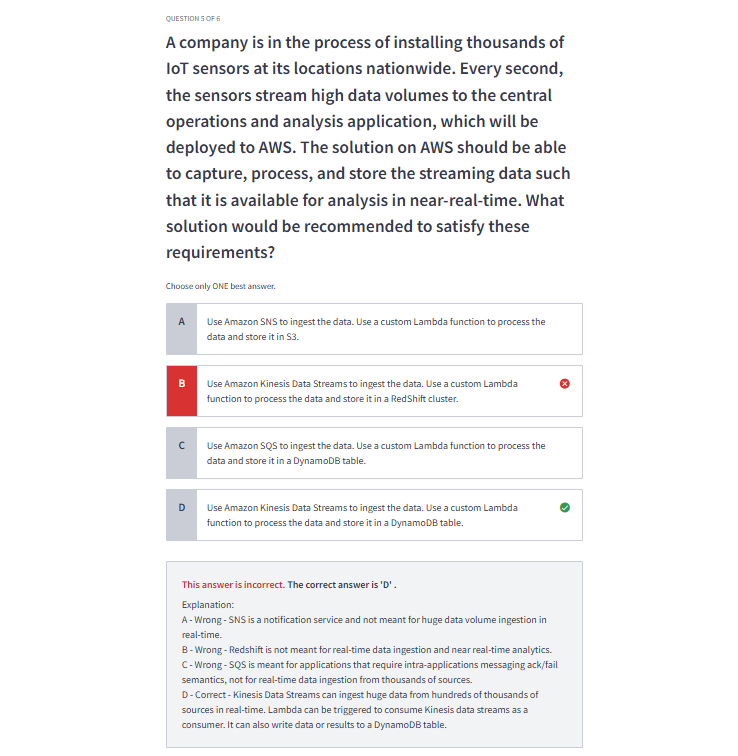 QUESTION 5 OF 6
A company is in the process of installing thousands of
IoT sensors at its locations nationwide. Every second,
the sensors stream high data volumes to the central
operations and analysis application, which will be
deployed to AWS. The solution on AWS should be able
to capture, process, and store the streaming data such
that it is available for analysis in near-real-time. What
solution would be recommended to satisfy these
requirements?
Choose only ONE best answer.
A
Use Amazon SNS to ingest the data. Use a custom Lambda function to process the
data and store it in S3.
B
Use Amazon Kinesis Data Streams to ingest the data. Use a custom Lambda
function to process the data and store it in a RedShift cluster.
C
Use Amazon SQS to ingest the data. Use a custom Lambda function to process the
data and store it in a DynamoDB table.
D
Use Amazon Kinesis Data Streams to ingest the data. Use a custom Lambda
function to process the data and store it in a DynamoDB table.
This answer is incorrect. The correct answer is 'D' .
Explanation:
A - Wrong - SNS is a notification service and not meant for huge data volume ingestion in
real-time.
B - Wrong - Redshift is not meant for real-time data ingestion and near real-time analytics.
C - Wrong - SQS is meant for applications that require intra-applications messaging ack/fail
semantics, not for real-time data ingestion from thousands of sources.
D - Correct - Kinesis Data Streams can ingest huge data from hundreds of thousands of
sources in real-time. Lambda can be triggered to consume Kinesis data streams as a
consumer. It can also write data or results to a DynamoDB table.